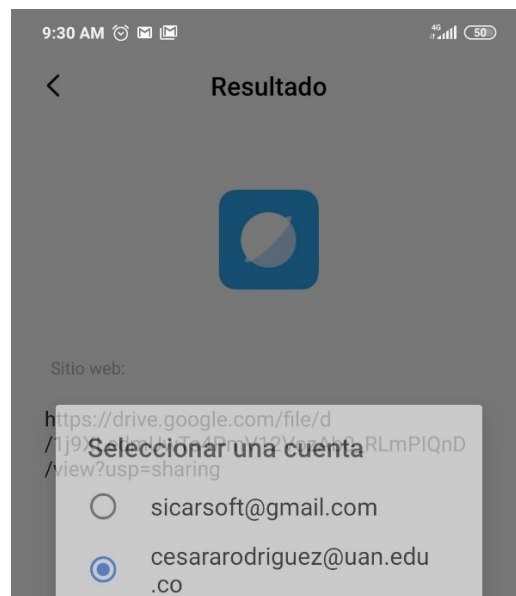 9:30 AM
4G
50
Resultado
Sitio web:
https://drive.google.com/file/d
/view?usp=sharing
Seleccionar una cuenta
sicarsoft@gmail.com
cesararodriguez@uan.edu
.co